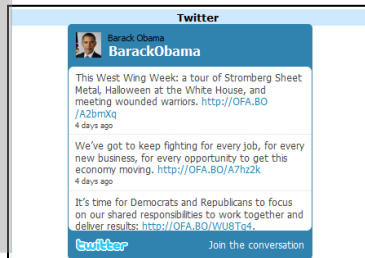 Twitter
Barack Obama
BarackObama
This West Wing Week: a tour of Stromberg Sheet
Metal, Halloween at the White House, and
meeting wounded warriors. http://OFA.BO
/A2bmXq
4 days ago
We've got to keep fighting for every job, for every
new business, for every opportunity to get this
economy moving. http://OFA.BO/A7hz2k
4 days ago
It's time for Democrats and Republicans to focus
on our shared responsibilities to work together and
deliver results: http://OFA.BO/WU8Tg4.
twitter
Join the conversation